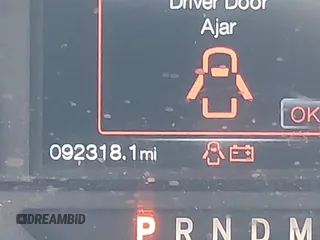 Driver Door
Ajar
OK
092318.1mi
P R N D M
DREAMBID